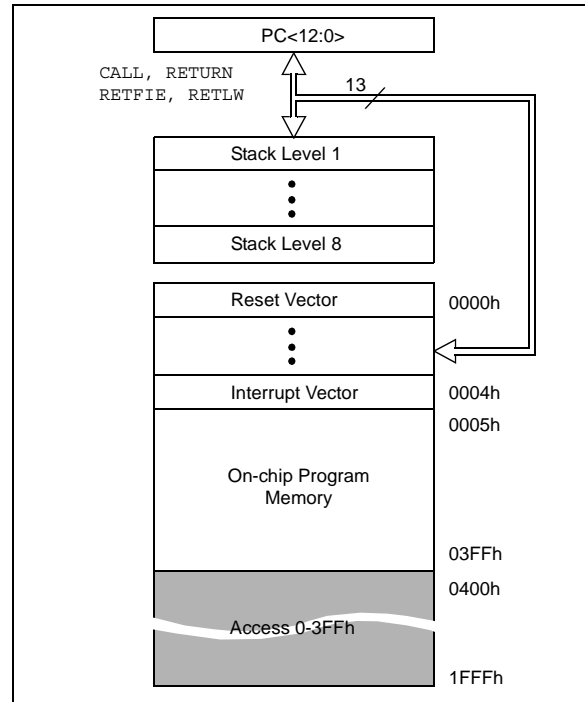 PC<12:0>
CALL, RETURN
RETFIE, RETLW
13
Stack Level 1
Stack Level 8
Reset Vector
0000h
Interrupt Vector
0004h
0005h
On-chip Program
Memory
03FFh
0400h
Access 0-3FFh
1FFFh